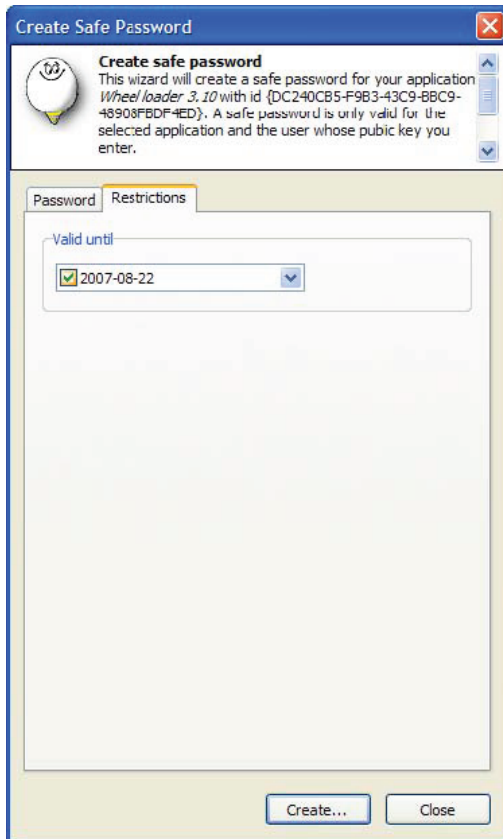 Create Safe Password
Create safe password
This wizard will create a safe password for your application
Wheel loader 3.10 with id {DC240CB5-F9B3-43C9-BBC9-
48908FBDF4ED}. A safe password is only valid for the
selected application and the user whose pubic key you
enter.
Password Restrictions
Valid until
2007-08-22
Create... Close